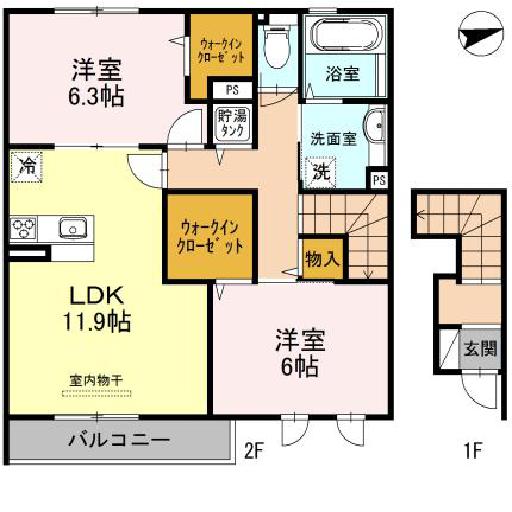 洋室
6.3帖
ウォークイン
クローゼット
PS
貯湯
タンク
浴室
洗面室
洗
PS
冷
ウォークイン
クローゼット
物入
LDK
11.9帖
洋室
6帖
室内物干
バルコニー
2F
玄関
1F